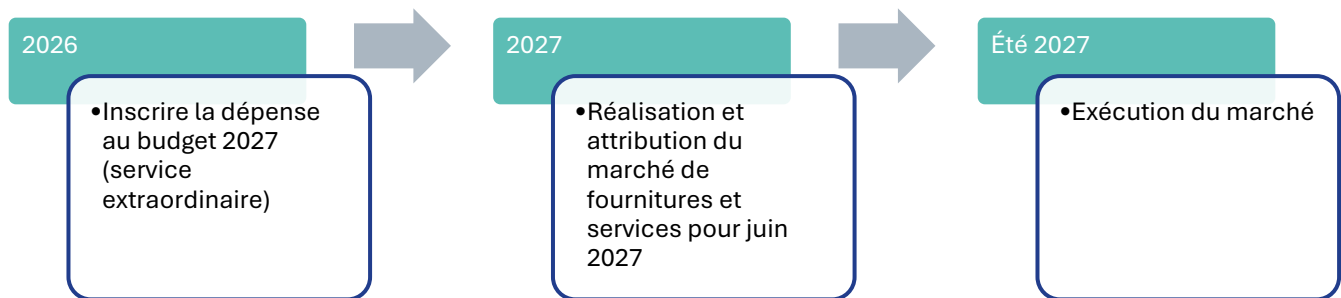 2026
•Inscrire la dépense
au budget 2027
(service
extraordinaire)
2027
•Réalisation et
attribution du
marché de
fournitures et
services pour juin
2027
Été 2027
•Exécution du marché